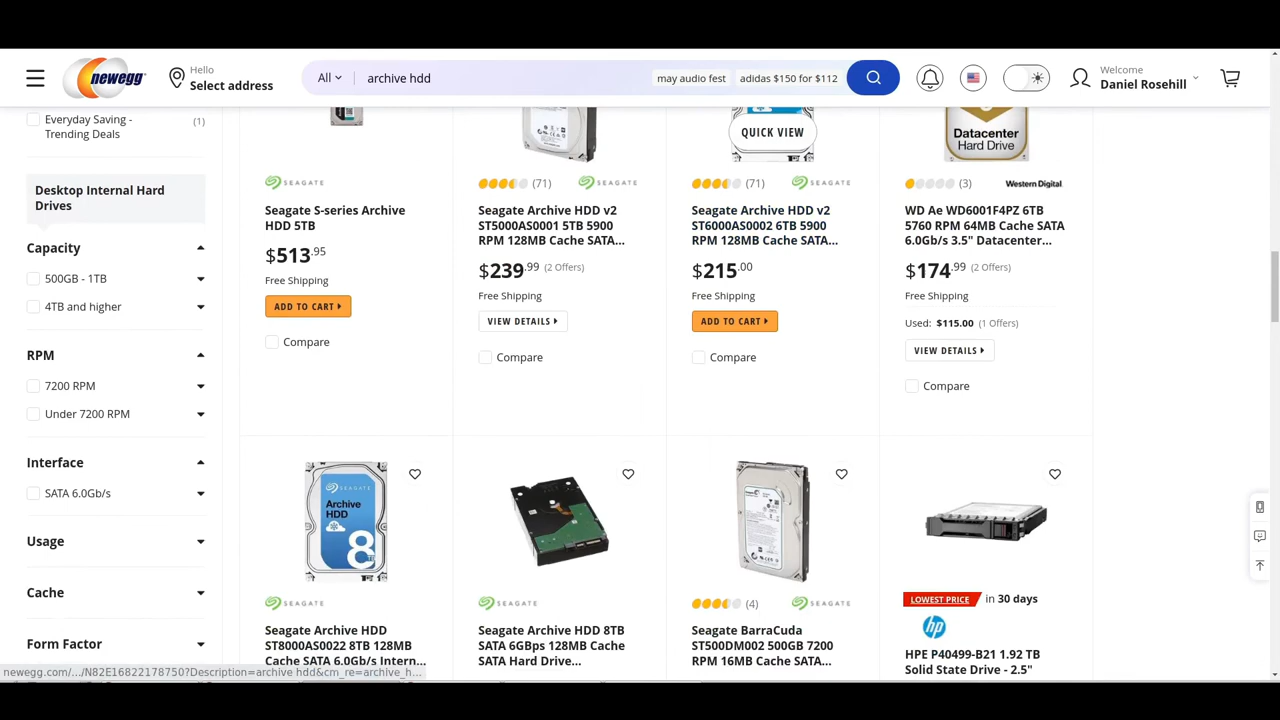 newegg
Hello
Select address
All
archive hdd
may audio fest
adidas $150 for $112
Welcome
Daniel Rosehill
Everyday Saving -
Trending Deals
(1)
Desktop Internal Hard
Drives
Capacity
500GB - 1TB
4TB and higher
RPM
7200 RPM
Under 7200 RPM
Interface
SATA 6.0Gb/s
Usage
Cache
Form Factor
SEAGATE
Seagate S-series Archive
HDD 5TB
$513.95
Free Shipping
ADD TO CART
Compare
(71)
SEAGATE
Seagate Archive HDD v2
ST5000AS0001 5TB 5900
RPM 128MB Cache SATA...
$239.99 (2 Offers)
Free Shipping
VIEW DETAILS
Compare
QUICK VIEW
(71)
SEAGATE
Seagate Archive HDD v2
ST6000AS0002 6TB 5900
RPM 128MB Cache SATA...
$215.00
Free Shipping
ADD TO CART
Compare
Datacenter
Hard Drive
(3)
Western Digital
WD Ae WD6001F4PZ 6TB
5760 RPM 64MB Cache SATA
6.0Gb/s 3.5" Datacenter...
$174.99 (2 Offers)
Free Shipping
Used: $115.00 (1 Offers)
VIEW DETAILS
Compare
SEAGATE
Archive
HDD
8
SEAGATE
Seagate Archive HDD
ST8000AS0022 8TB 128MB
Cache SATA 6.0Gb/s Intern...
SEAGATE
Seagate Archive HDD 8TB
SATA 6GBps 128MB Cache
SATA Hard Drive...
(4)
SEAGATE
Seagate BarraCuda
ST500DM002 500GB 7200
RPM 16MB Cache SATA...
LOWEST PRICE in 30 days
hp
HPE P40499-B21 1.92 TB
Solid State Drive - 2.5"
newegg.com/.../N82E16822178750?Description=archive hdd&cm_re=archive_h...